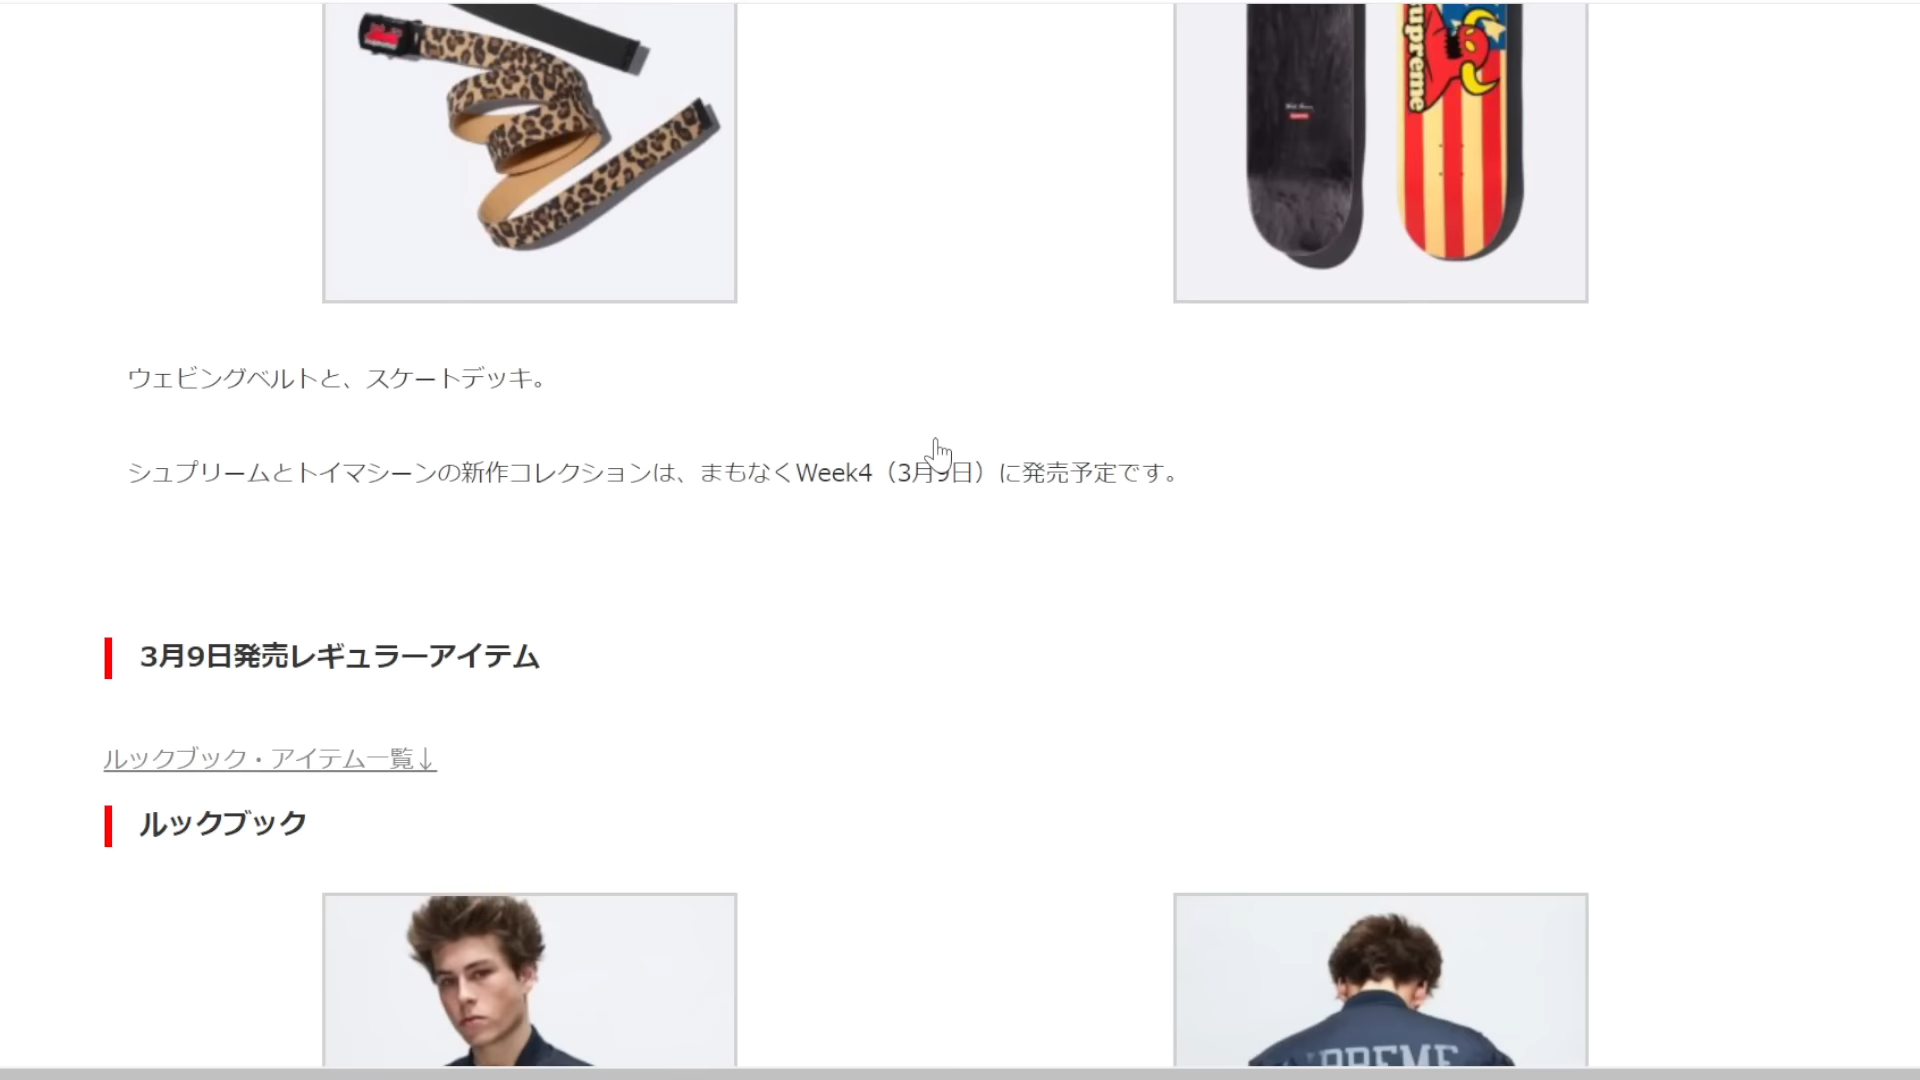 Supreme
ウェビングベルトと、スケートデッキ。
シュプリームとトイマシーンの新作コレクションは、まもなくWeek4（3月9日）に発売予定です。
3月9日発売レギュラーアイテム
ルックブック・アイテム一覧↓
ルックブック